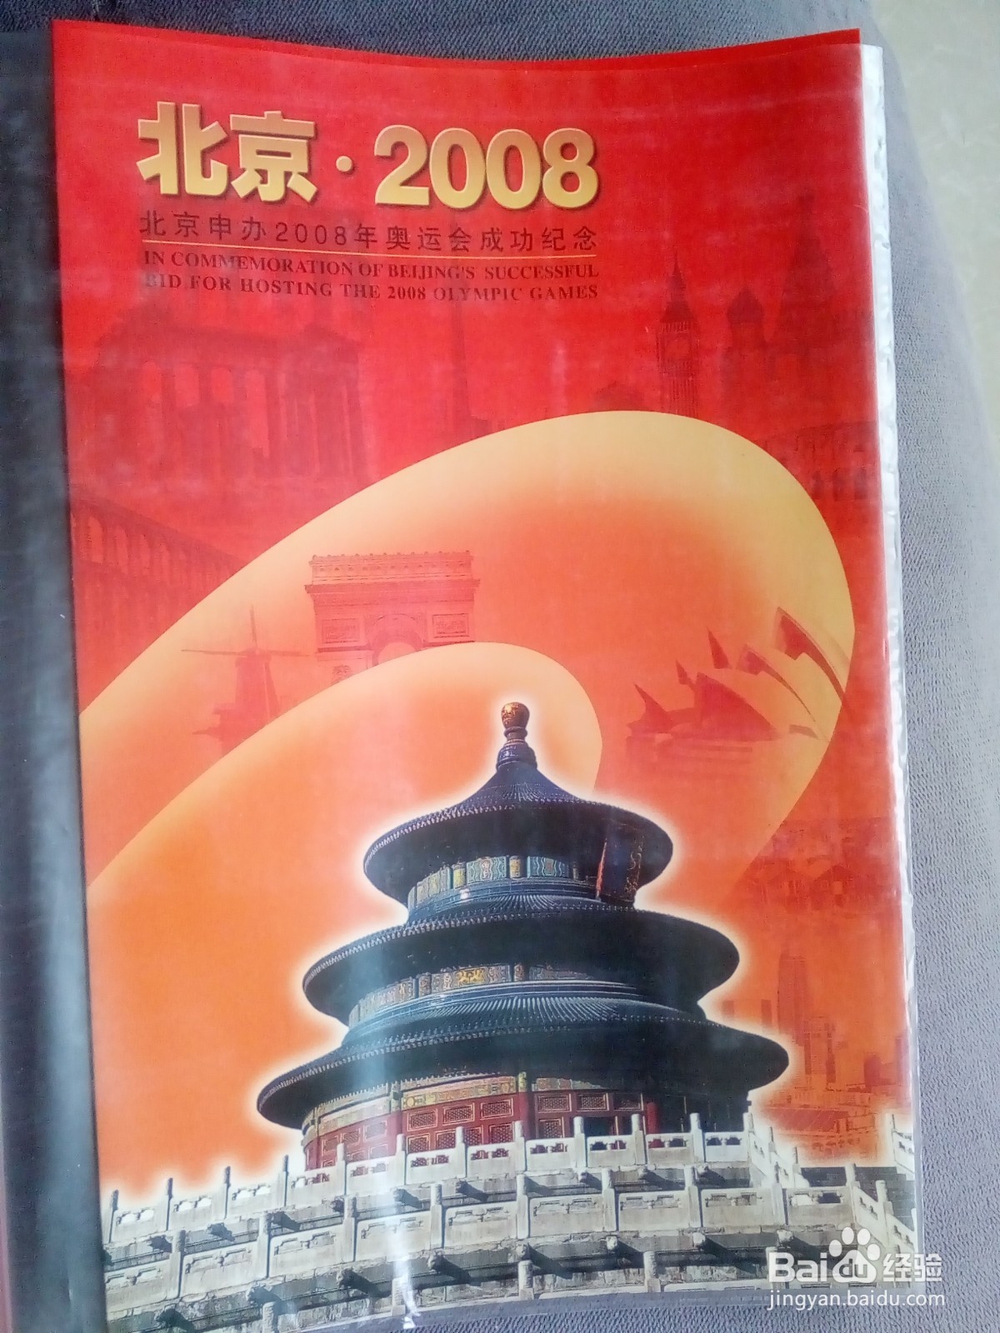 北京·2008
北京申办2008年奥运会成功纪念
IN COMMEMORATION OF BEIJING'S SUCCESSFUL
BID FOR HOSTING THE 2008 OLYMPIC GAMES
Baidu经验
jingyan.baidu.com